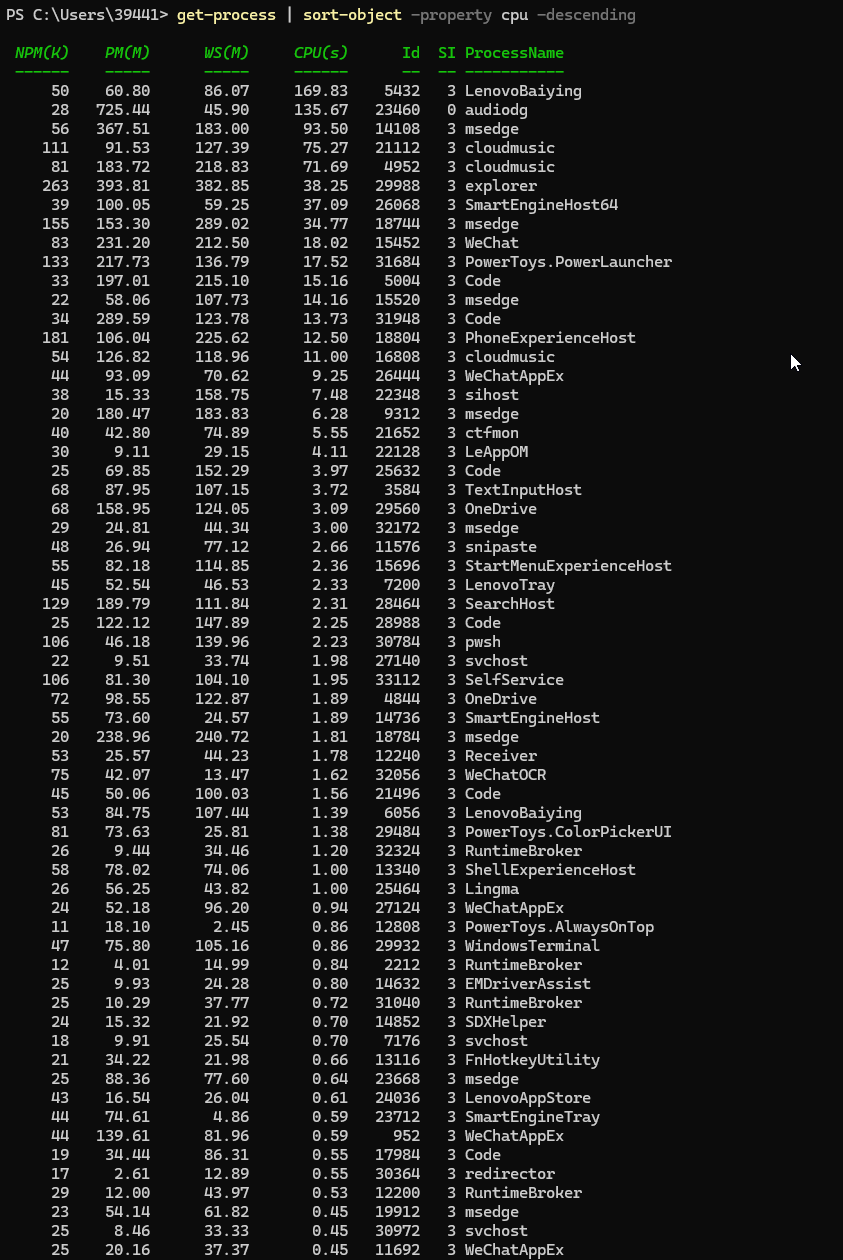 PS C:\Users\39441> get-process | sort-object -property cpu -descending
NPM(K) PM(M) WS(M) CPU(s) Id SI ProcessName
------ ----- ----- ------ -- -- -----------
50 60.80 86.07 169.83 5432 3 LenovoBaiying
28 725.44 45.90 135.67 23460 0 audiodg
56 367.51 183.00 93.50 14108 3 msedge
111 91.53 127.39 75.27 21112 3 cloudmusic
81 183.72 218.83 71.69 4952 3 cloudmusic
263 393.81 382.85 38.25 29988 3 explorer
39 100.05 59.25 37.09 26068 3 SmartEngineHost64
155 153.30 289.02 34.77 18744 3 msedge
83 231.20 212.50 18.02 15452 3 WeChat
133 217.73 136.79 17.52 31684 3 PowerToys.PowerLauncher
33 197.01 215.10 15.16 5004 3 Code
22 58.06 107.73 14.16 15520 3 msedge
34 289.59 123.78 13.73 31948 3 Code
181 106.04 225.62 12.50 18804 3 PhoneExperienceHost
54 126.82 118.96 11.00 16808 3 cloudmusic
44 93.09 70.62 9.25 26444 3 WeChatAppEx
38 15.33 158.75 7.48 22348 3 sihost
20 180.47 183.83 6.28 9312 3 msedge
40 42.80 74.89 5.55 21652 3 ctfmon
30 9.11 29.15 4.11 22128 3 LeAppOM
25 69.85 152.29 3.97 25632 3 Code
68 87.95 107.15 3.72 3584 3 TextInputHost
68 158.95 124.05 3.09 29560 3 OneDrive
29 24.81 44.34 3.00 32172 3 msedge
48 26.94 77.12 2.66 11576 3 snipaste
55 82.18 114.85 2.36 15696 3 StartMenuExperienceHost
45 52.54 46.53 2.33 7200 3 LenovoTray
129 189.79 111.84 2.31 28464 3 SearchHost
25 122.12 147.89 2.25 28988 3 Code
106 46.18 139.96 2.23 30784 3 pwsh
22 9.51 33.74 1.98 27140 3 svchost
106 81.30 104.10 1.95 33112 3 SelfService
72 98.55 122.87 1.89 4844 3 OneDrive
55 73.60 24.57 1.89 14736 3 SmartEngineHost
20 238.96 240.72 1.81 18784 3 msedge
53 25.57 44.23 1.78 12240 3 Receiver
75 42.07 13.47 1.62 32056 3 WeChatOCR
45 50.06 100.03 1.56 21496 3 Code
53 84.75 107.44 1.39 6056 3 LenovoBaiying
81 73.63 25.81 1.38 29484 3 PowerToys.ColorPickerUI
26 9.44 34.46 1.20 32324 3 RuntimeBroker
58 78.02 74.06 1.00 13340 3 ShellExperienceHost
26 56.25 43.82 1.00 25464 3 Lingma
24 52.18 96.20 0.94 27124 3 WeChatAppEx
11 18.10 2.45 0.86 12808 3 PowerToys.AlwaysOnTop
47 75.80 105.16 0.86 29932 3 WindowsTerminal
12 4.01 14.99 0.84 2212 3 RuntimeBroker
25 9.93 24.28 0.80 14632 3 EMDriverAssist
25 10.29 37.77 0.72 31040 3 RuntimeBroker
24 15.32 21.92 0.70 14852 3 SDXHelper
18 9.91 25.54 0.70 7176 3 svchost
21 34.22 21.98 0.66 13116 3 FnHotkeyUtility
25 88.36 77.60 0.64 23668 3 msedge
43 16.54 26.04 0.61 24036 3 LenovoAppStore
44 74.61 4.86 0.59 23712 3 SmartEngineTray
44 139.61 81.96 0.59 952 3 WeChatAppEx
19 34.44 86.31 0.55 17984 3 Code
17 2.61 12.89 0.55 30364 3 redirector
29 12.00 43.97 0.53 12200 3 RuntimeBroker
23 54.14 61.82 0.45 19912 3 msedge
25 8.46 33.33 0.45 30972 3 svchost
25 20.16 37.37 0.45 11692 3 WeChatAppEx